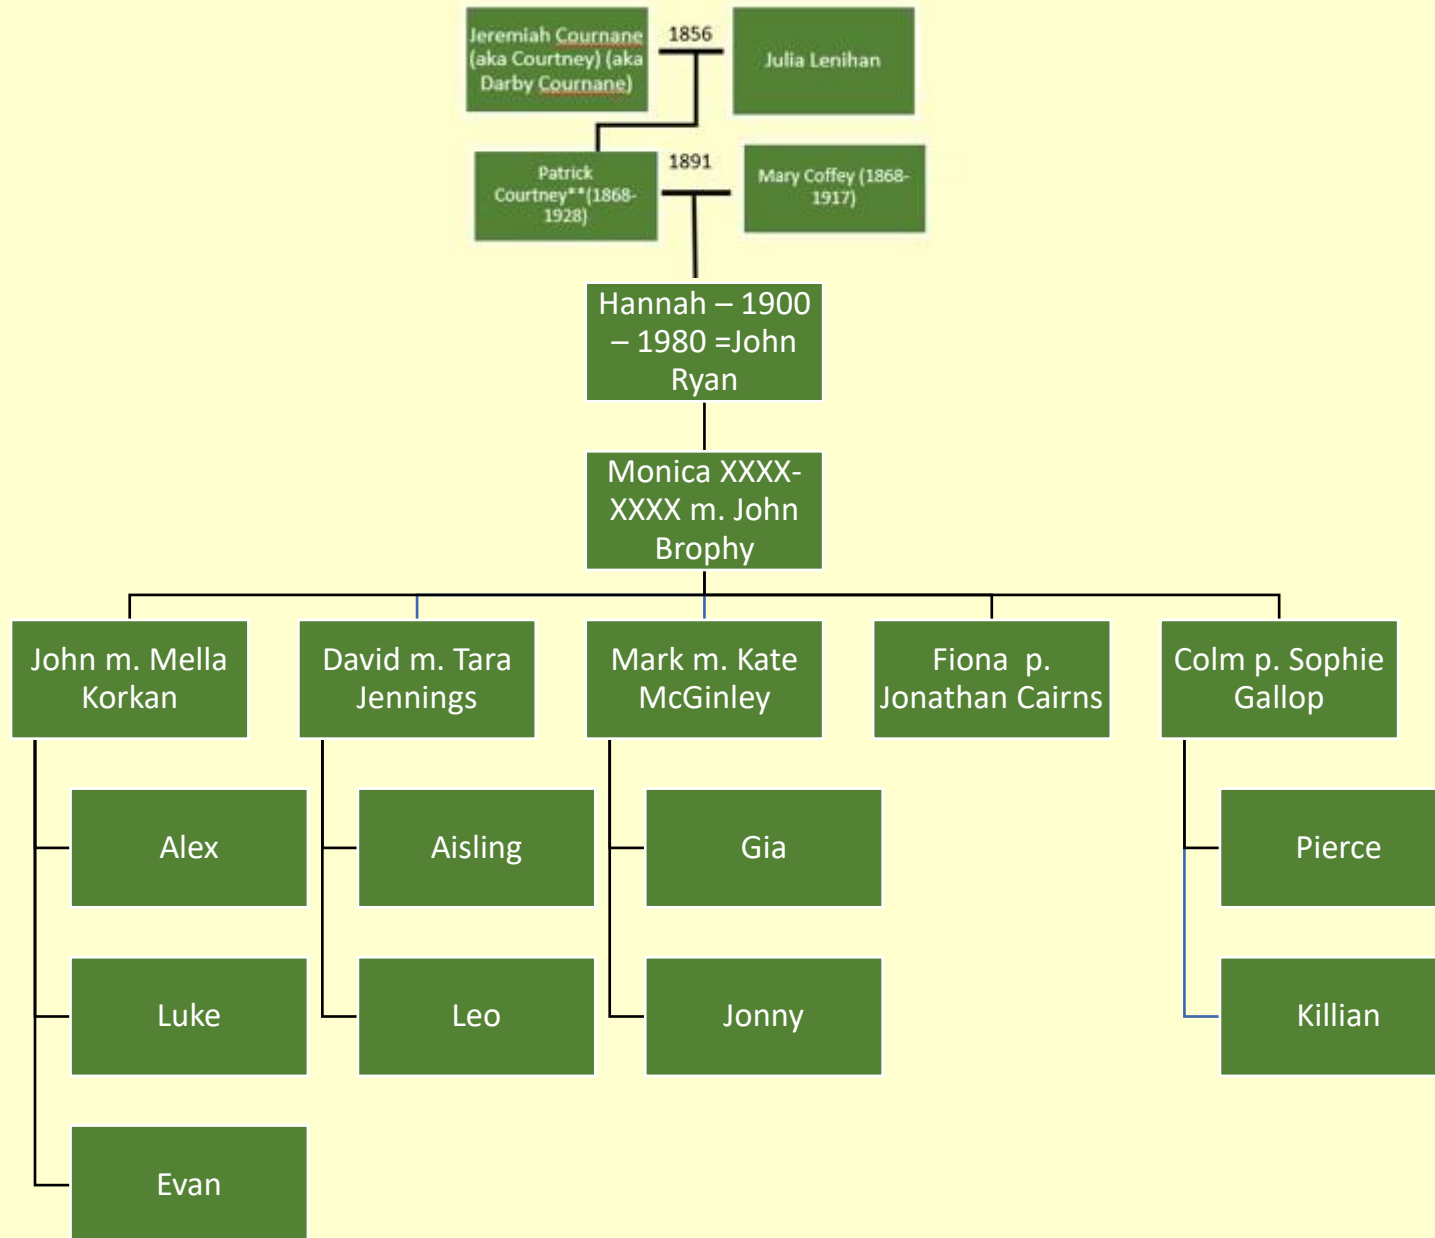 Jeremiah Cournane
(aka Courtney) (aka
Darby Cournane)
1856
Julia Lenihan
Patrick
Courtney**(1868-
1928)
1891
Mary Coffey (1868-
1917)
Hannah – 1900
– 1980 =John
Ryan
Monica XXXX-
XXXX m. John
Brophy
John m. Mella
Korkan
David m. Tara
Jennings
Mark m. Kate
McGinley
Fiona  p.
Jonathan Cairns
Colm p. Sophie
Gallop
Alex
Aisling
Gia
Pierce
Luke
Leo
Jonny
Killian
Evan